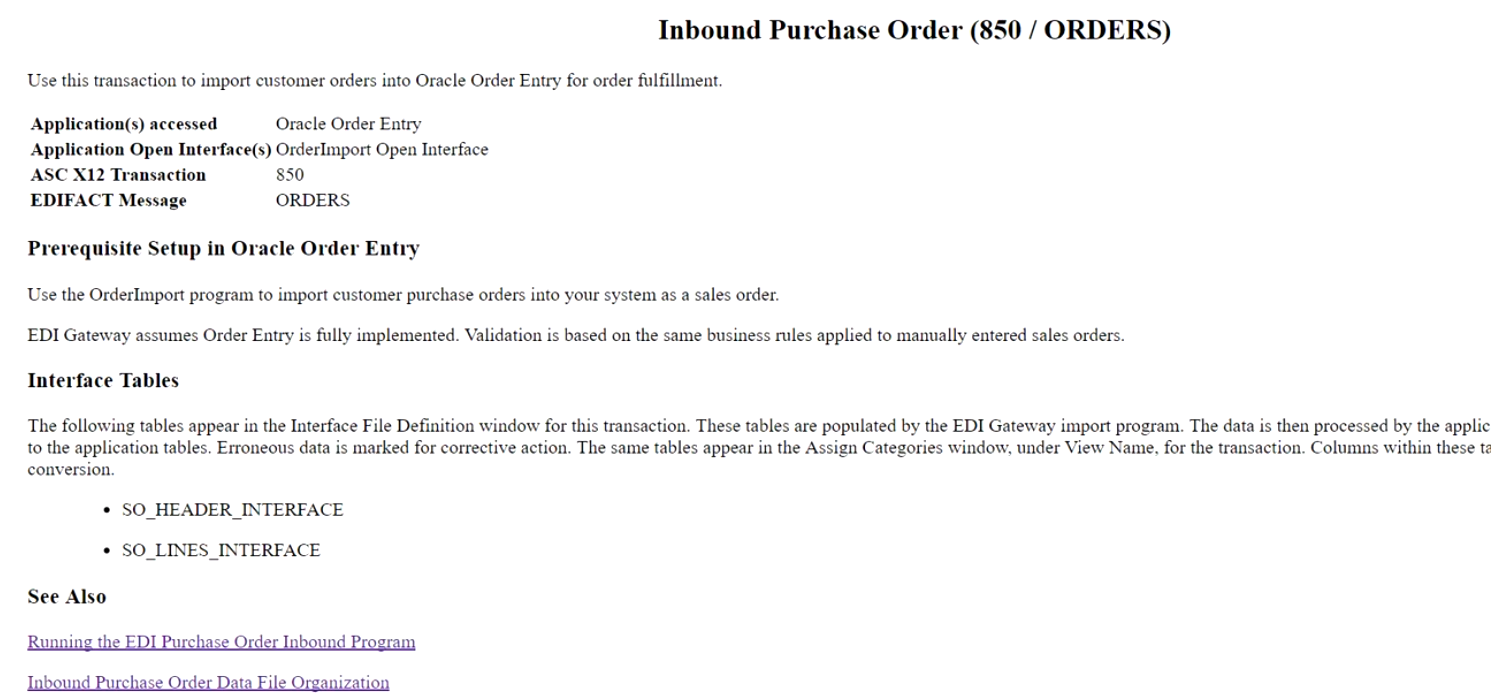 Inbound Purchase Order (850 / ORDERS)
Use this transaction to import customer orders into Oracle Order Entry for order fulfillment.
Application(s) accessed Oracle Order Entry
Application Open Interface(s) OrderImport Open Interface
ASC X12 Transaction 850
EDIFACT Message ORDERS
Prerequisite Setup in Oracle Order Entry
Use the OrderImport program to import customer purchase orders into your system as a sales order.
EDI Gateway assumes Order Entry is fully implemented. Validation is based on the same business rules applied to manually entered sales orders.
Interface Tables
The following tables appear in the Interface File Definition window for this transaction. These tables are populated by the EDI Gateway import program. The data is then processed by the
to the application tables. Erroneous data is marked for corrective action. The same tables appear in the Assign Categories window, under View Name, for the transaction. Columns within these
conversion.
• SO_HEADER_INTERFACE
• SO_LINES_INTERFACE
See Also
Running the EDI Purchase Order Inbound Program
Inbound Purchase Order Data File Organization